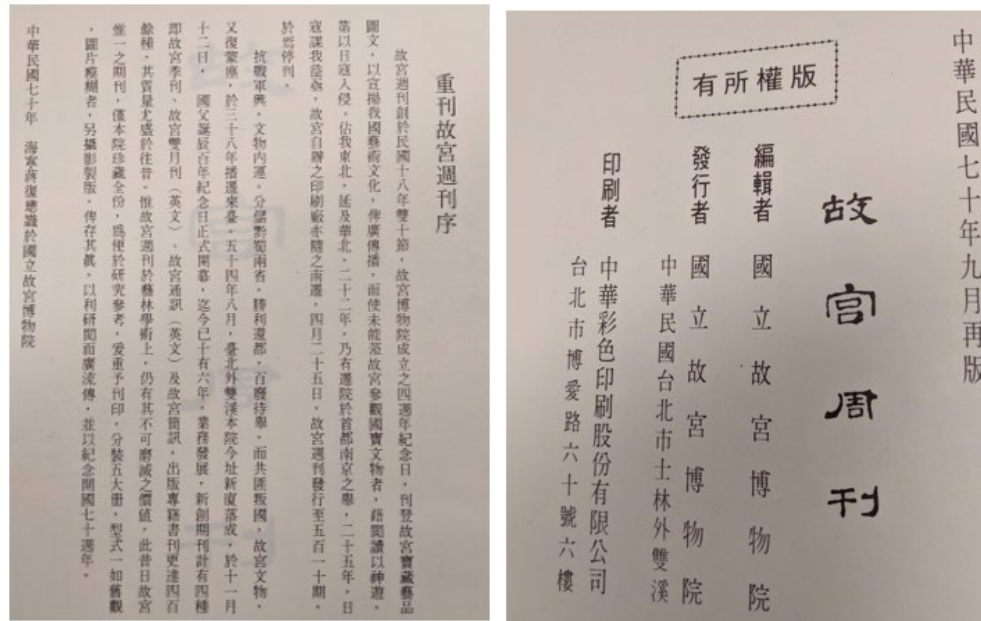 重刊故宮週刊序
故宮週刊創於民國十八年雙十節，故宮博物院成立之四週年紀念日，刊登故宮寶藏藝品
圖文，以宣揚我國藝術文化，俾廣傳播，而使未能蒞故宮參觀國寶文物者，藉閱讀以神遊。
第以日寇入侵，佔我東北，延及華北，二十二年，乃有遷院於首都南京之舉，二十五年，日
寇謀我益亟，故宮自辦之印刷廠亦隨之南遷，四月二十五日，故宮週刊發行至五百一十期，
於焉停刊。
抗戰軍興，文物內運，分儲黔蜀兩省，勝利還都，百廢待舉，而共匪叛國，故宮文物，
又復蒙塵，於三十八年播遷來臺，五十四年八月，臺北外雙溪本院今址新廈落成，於十一月
十二日，　國父誕辰百年紀念日正式開幕，迄今已十有六年，業務發展，新創期刊計有四種
即故宮季刊、故宮雙月刊（英文）、故宮通訊（英文）及故宮簡訊，出版專籍書刊更達四百
餘種，其質量尤盛於往昔。惟故宮週刊於藝林學術上，仍有其不可磨滅之價値，此昔日故宮
惟一之期刊，僅本院珍藏全份，爲便於研究參考，爰重予刊印，分裝五大册，型式一如舊觀
，圖片糢糊者，另攝影製版，俾存其眞，以利研閱而廣流傳，並以紀念開國七十週年。
中華民國七十年　海寧蔣復璁識於國立故宮博物院
中華民國七十年九月再版
故宮周刊
有所權版
編輯者　國立故宮博物院
發行者　國立故宮博物院
中華民國台北市士林外雙溪
印刷者　中華彩色印刷股份有限公司
台北市博愛路六十號六樓